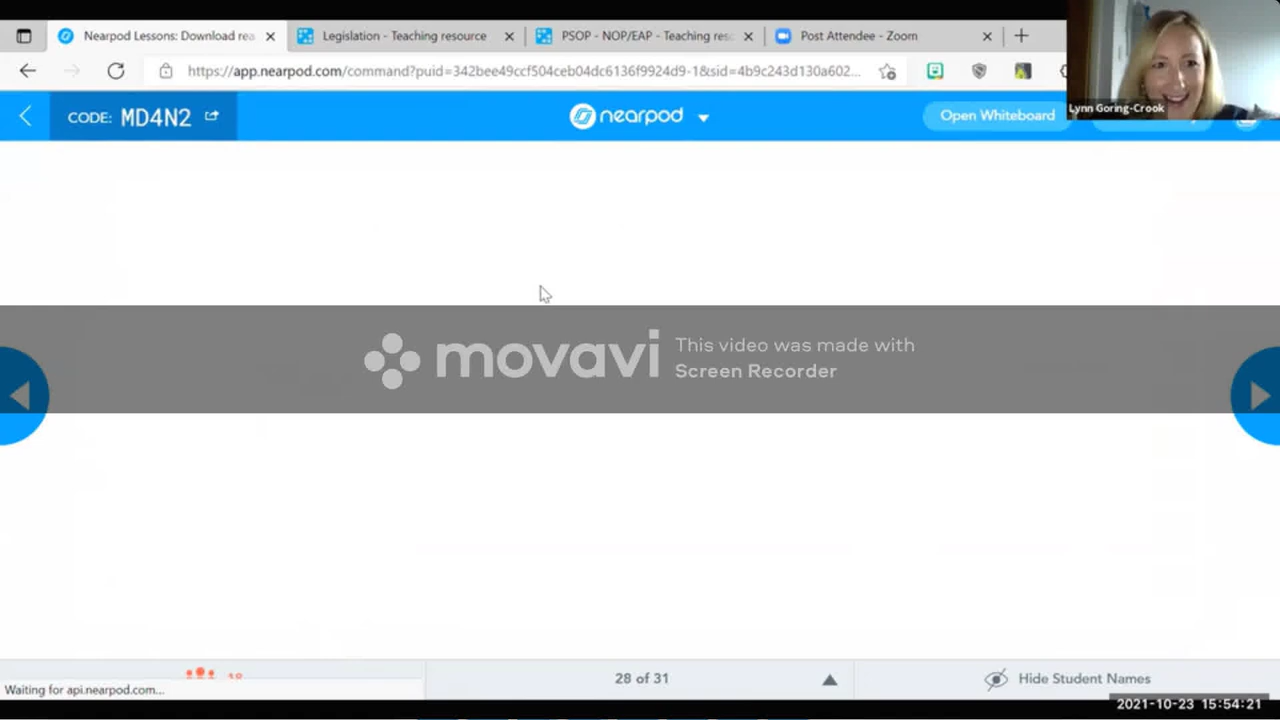 Nearpod Lessons: Download rea
Legislation - Teaching resource
PSOP - NOP/EAP - Teaching reso
Post Attendee - Zoom
https://app.nearpod.com/command?puid=342bee49ccf504ceb04dc6136f9924d9-1&sid=4b9c243d130a602...
Lynn Goring-Crook
CODE: MD4N2
nearpod
Open Whiteboard
movavi
This video was made with
Screen Recorder
28 of 31
Hide Student Names
Waiting for api.nearpod.com...
2021-10-23 15:54:21